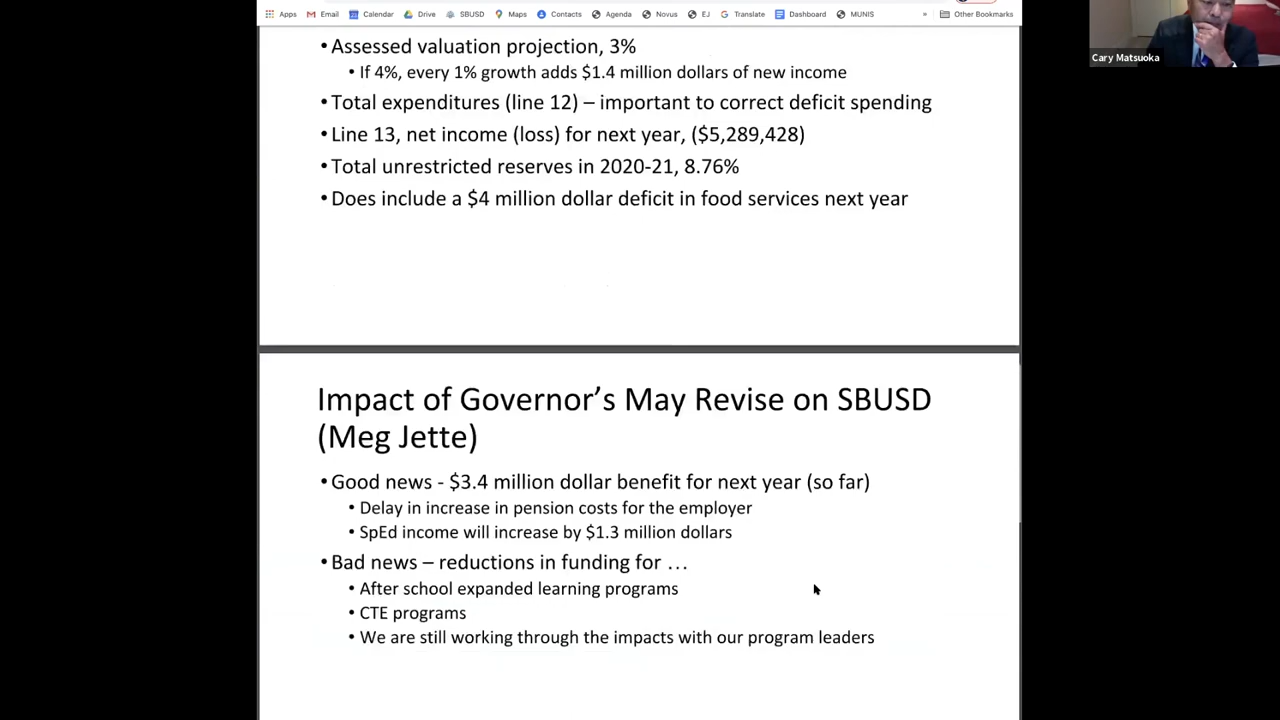 Apps Email Calendar Drive SBUSD Maps Contacts Agenda Novus EJ Translate Dashboard MUNIS » Other Bookmarks
Cary Matsuoka
• Assessed valuation projection, 3%
• If 4%, every 1% growth adds $1.4 million dollars of new income
• Total expenditures (line 12) – important to correct deficit spending
• Line 13, net income (loss) for next year, ($5,289,428)
• Total unrestricted reserves in 2020-21, 8.76%
• Does include a $4 million dollar deficit in food services next year
Impact of Governor’s May Revise on SBUSD
(Meg Jette)
• Good news - $3.4 million dollar benefit for next year (so far)
• Delay in increase in pension costs for the employer
• SpEd income will increase by $1.3 million dollars
• Bad news – reductions in funding for …
• After school expanded learning programs
• CTE programs
• We are still working through the impacts with our program leaders